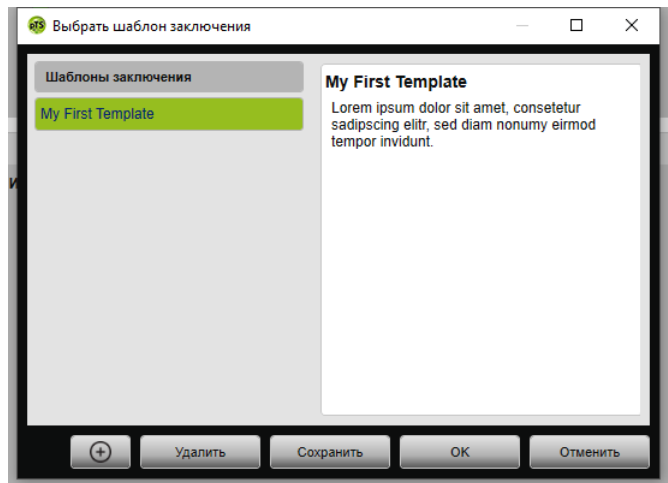 pTS Выбрать шаблон заключения
Шаблоны заключения
My First Template
My First Template
Lorem ipsum dolor sit amet, consetetur
sadipscing elitr, sed diam nonumy eirmod
tempor invidunt.
И
Удалить
Сохранить
OK
Отменить